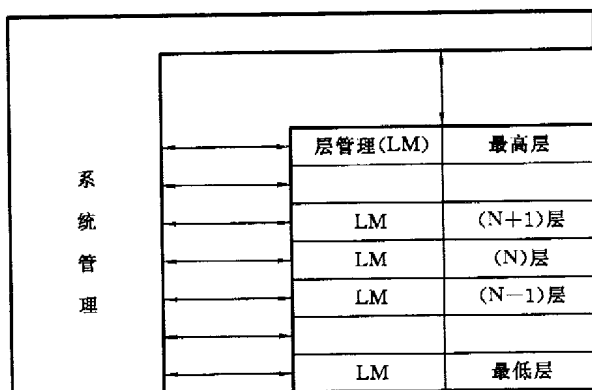 系
统
管
理
层管理(LM) 最高层
LM (N+1)层
LM (N)层
LM (N−1)层
LM 最低层